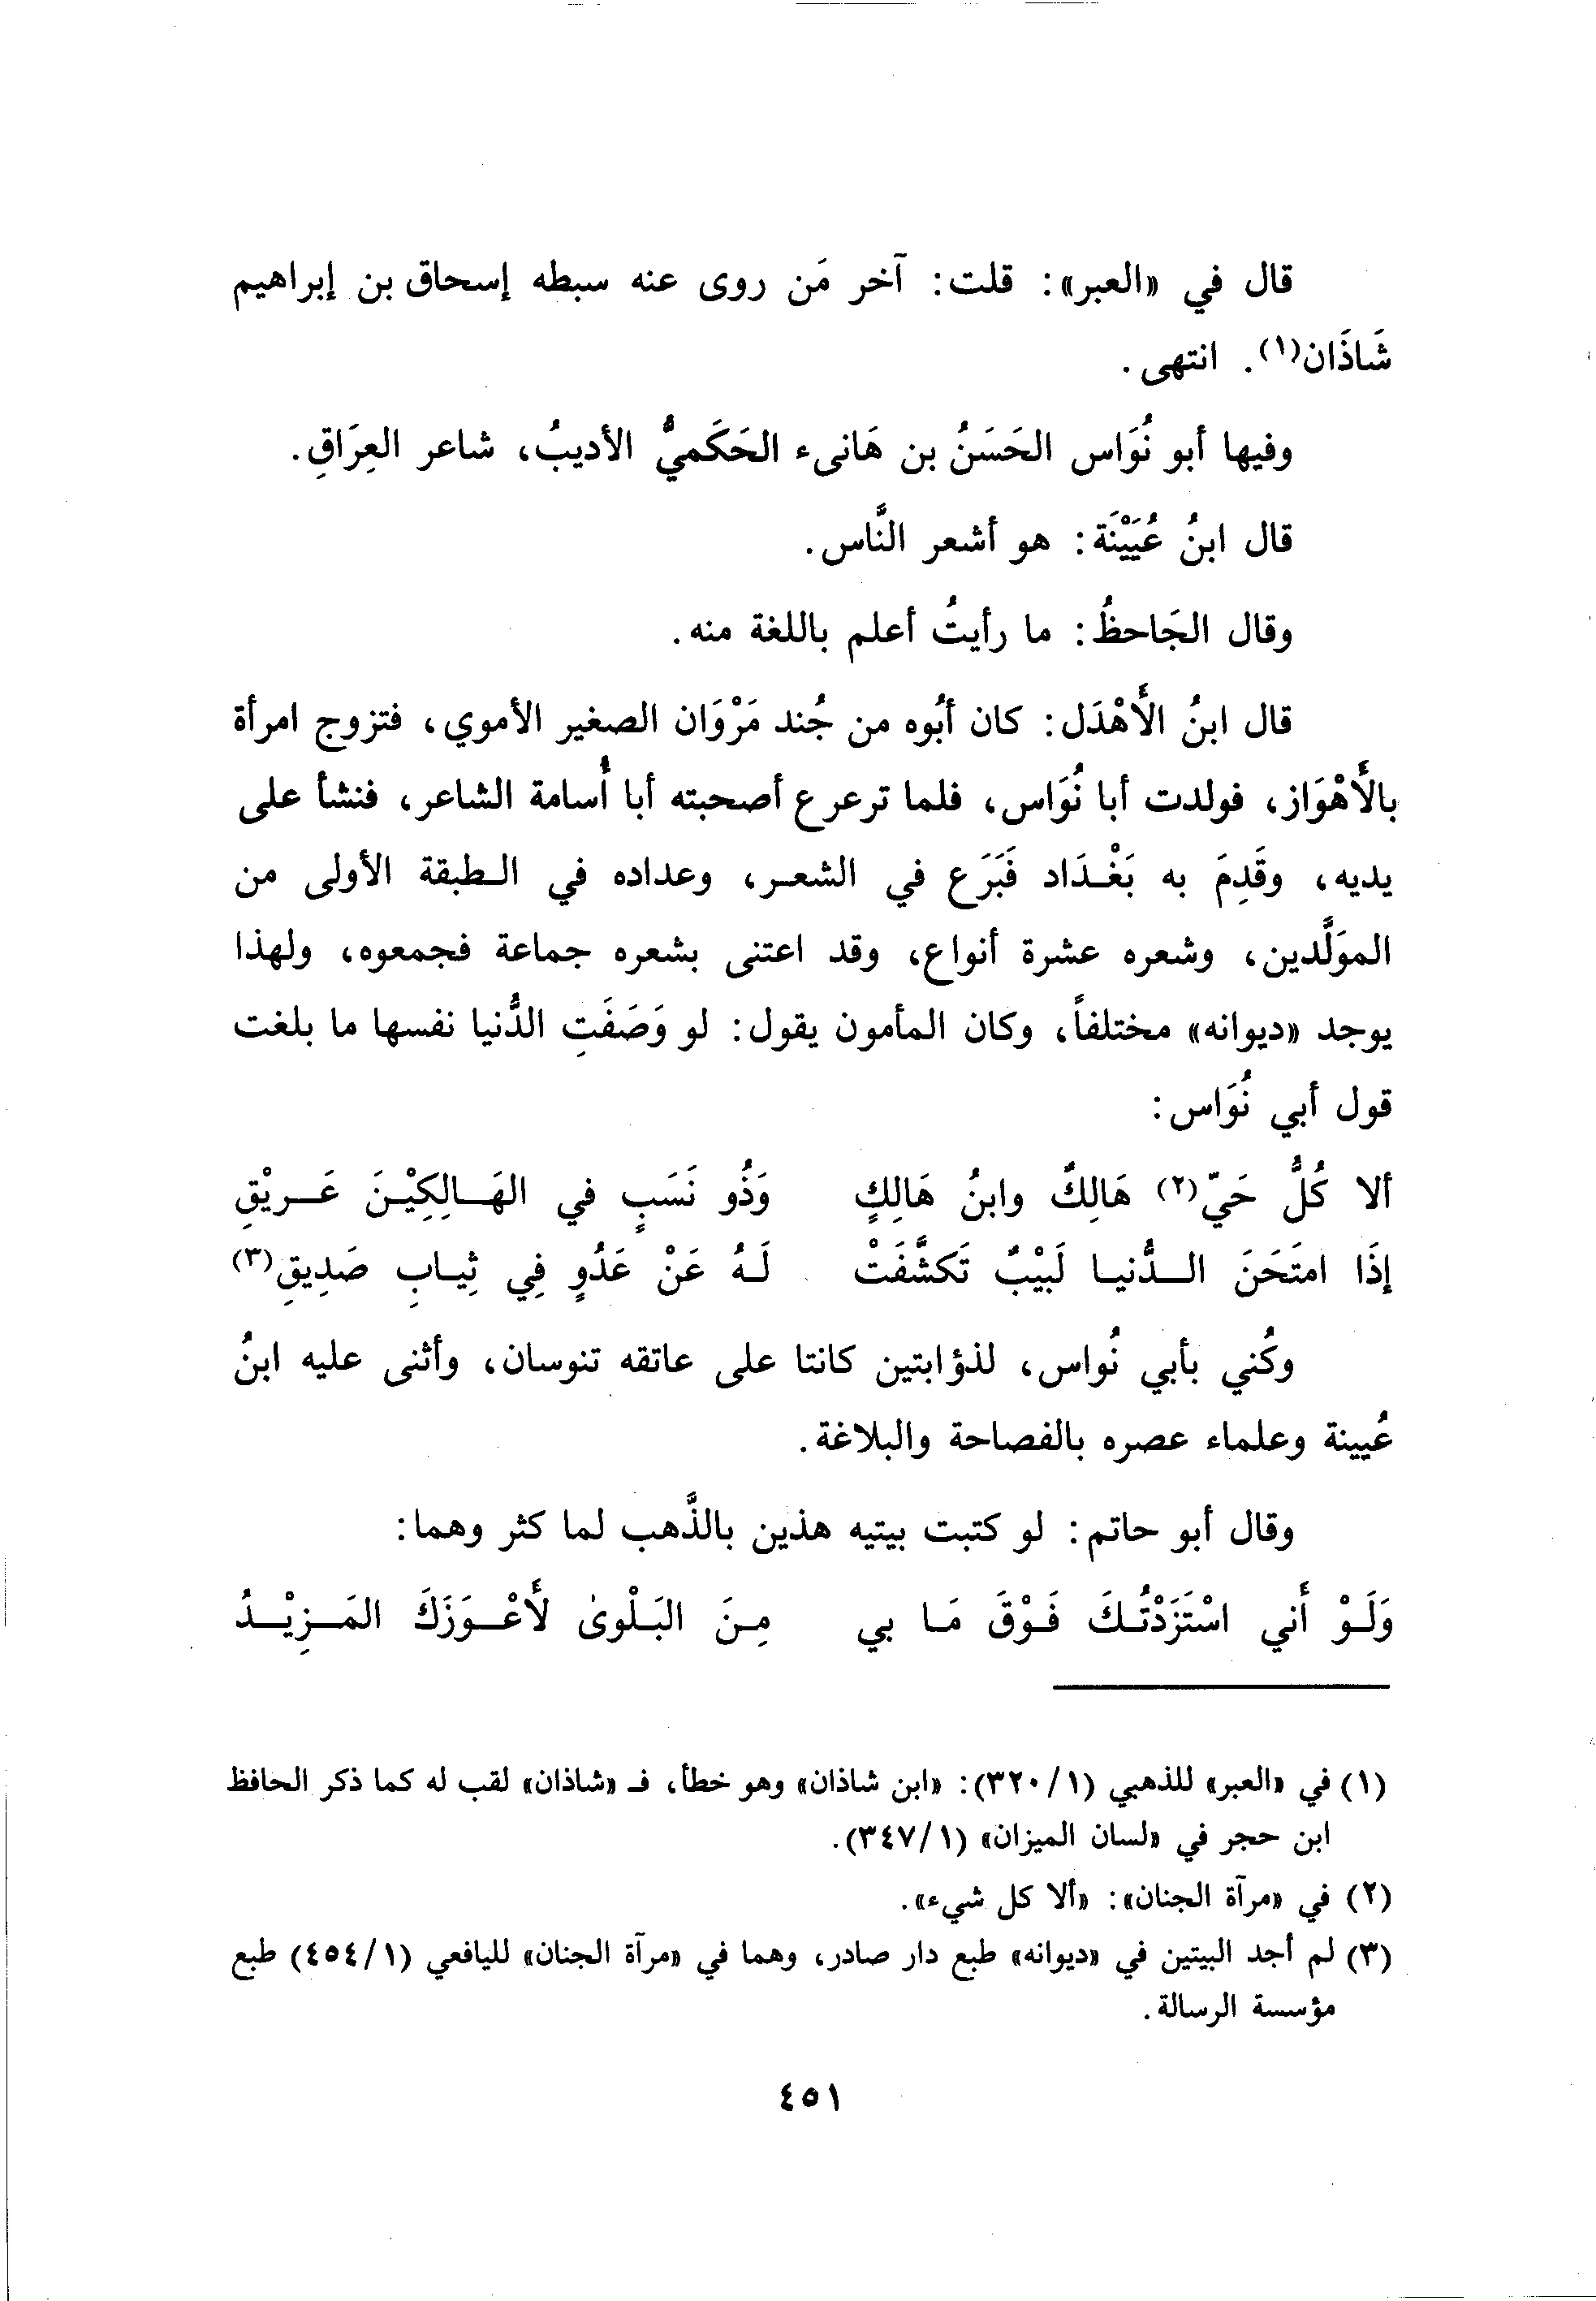 قال في «العبر»: قلت: آخر مَن روى عنه سبطه إسحاق بن إبراهيم
شَاذَان(١). انتهى.
وفيها أبو نُوَاس الحَسَنُ بن هَانىء الحَكَميُّ الأديبُ، شاعر العِرَاقِ.
قال ابنُ عُيَيْنَة: هو أشعر النَّاس.
وقال الجَاحظُ: ما رأيتُ أعلم باللغة منه.
قال ابنُ الأَهْدَل: كان أبُوه من جُند مَرْوَان الصغير الأموي، فتزوج امرأة
بالأَهْوَاز، فولدت أبا نُوَاس، فلما ترعرع أصحبته أبا أُسامة الشاعر، فنشأ على
يديه، وقَدِمَ به بَغْدَاد فَبَرَع في الشعر، وعداده في الطبقة الأولى من
الموَلَّدين، وشعره عشرة أنواع، وقد اعتنى بشعره جماعة فجمعوه، ولهذا
يوجد «ديوانه» مختلفاً، وكان المأمون يقول: لو وَصَفَتِ الدُّنيا نفسها ما بلغت
قول أبي نُوَاس:
ألا كُلُّ حَيّ(٢) هَالِكٌ وابنُ هَالِكٍ وَذُو نَسَبٍ في الهَالِكِيْنَ عَريْقِ
إذَا امتَحَنَ الدُّنيا لَبِيْبٌ تَكشَّفَتْ لَهُ عَنْ عَدُوٍ فِي ثِيابِ صَدِيقِ(٣)
وكُني بأبي نُواس، لذؤابتين كانتا على عاتقه تنوسان، وأثنى عليه ابنُ
عُيينة وعلماء عصره بالفصاحة والبلاغة.
وقال أبو حاتم: لو كتبت بيتيه هذين بالذَّهب لما كثر وهما:
وَلَوْ أَني اسْتَزَدْتُكَ فَوْقَ مَا بي مِنَ البَلْوىٰ لأَعْوَزَكَ المَزِيْدُ
(١) في «العبر» للذهبي (١/ ٣٢٠): «ابن شاذان» وهو خطأ، فـ «شاذان» لقب له كما ذكر الحافظ
ابن حجر في «لسان الميزان» (١/ ٣٤٧).
(٢) في «مرآة الجنان»: «ألا كل شيء».
(٣) لم أجد البيتين في «ديوانه» طبع دار صادر، وهما في «مرآة الجنان» لليافعي (١/ ٤٥٤) طبع
مؤسسة الرسالة.
٤٥١